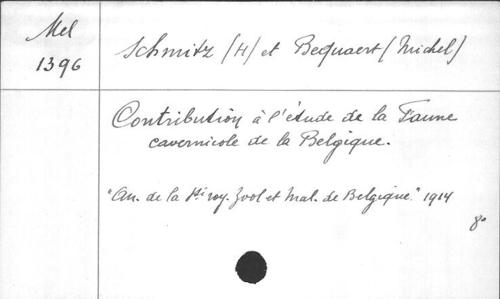 Mel
1396
Schmitz (H) et Bequaert (Michel)
Contribution à l'étude de la Faune
cavernicole de la Belgique.
"An. de la Sté roy. Zool et Mal. de Belgique." 1914
8°